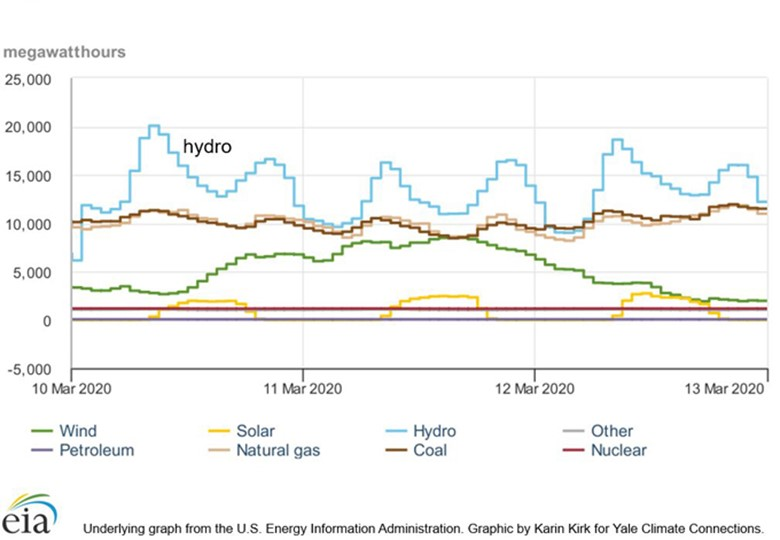 megawatthours
25,000
20,000
hydro
15,000
10,000
5,000
0
-5,000
10 Mar 2020 11 Mar 2020 12 Mar 2020 13 Mar 2020
Wind Solar Hydro Other
Petroleum Natural gas Coal Nuclear
eia
Underlying graph from the U.S. Energy Information Administration. Graphic by Karin Kirk for Yale Climate Connections.